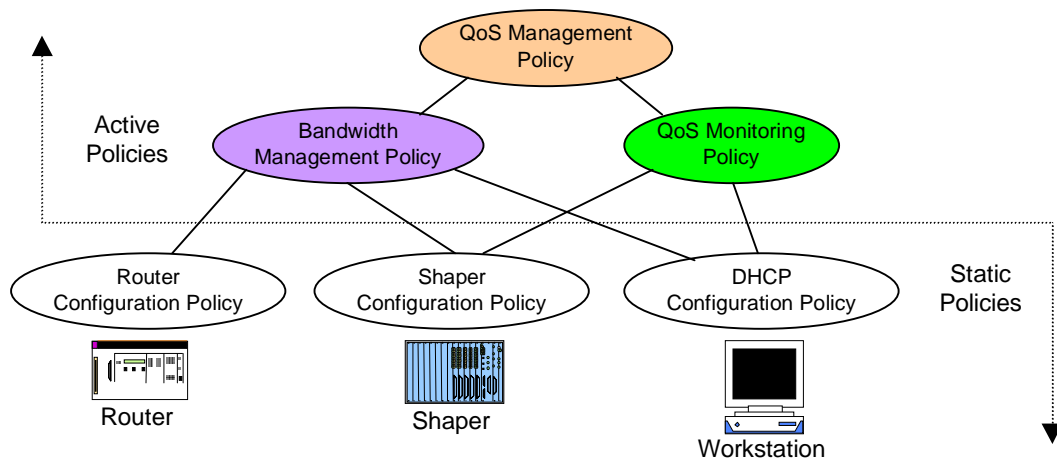 QoS Management
Policy
Active
Policies
Bandwidth
Management Policy
QoS Monitoring
Policy
Router
Configuration Policy
Shaper
Configuration Policy
DHCP
Configuration Policy
Static
Policies
Router
Shaper
Workstation